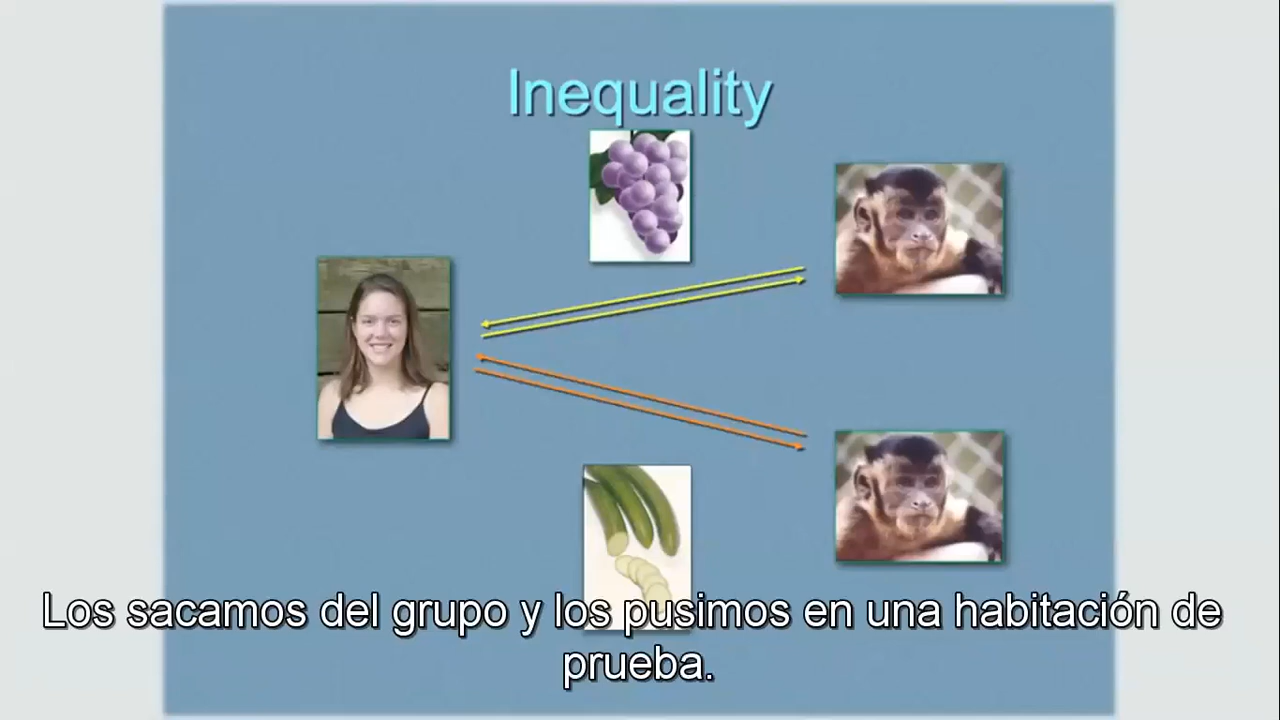 Inequality
Los sacamos del grupo y los pusimos en una habitación de
prueba.